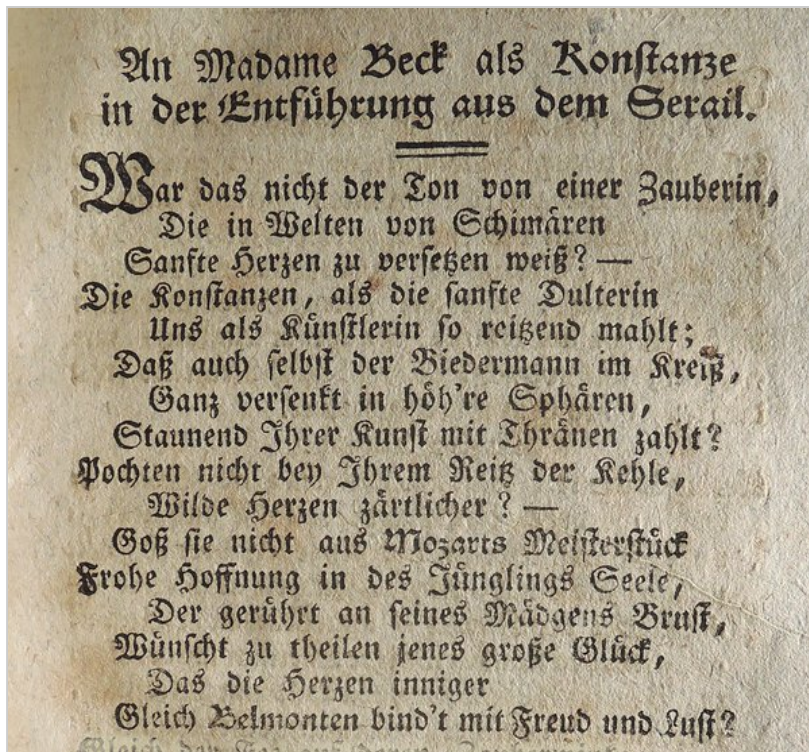 An Madame Beck als Konstanze
in der Entführung aus dem Serail.
War das nicht der Ton von einer Zauberin,
Die in Welten von Schimären
Sanfte Herzen zu versetzen weiß? —
Die Konstanzen, als die sanfte Dulterin
Uns als Künstlerin so reitzend mahlt;
Daß auch selbst der Biedermann im Kreiß,
Ganz versenkt in höh're Sphären,
Staunend Ihrer Kunst mit Thränen zahlt?
Pochten nicht bey Ihrem Reitz der Kehle,
Wilde Herzen zärtlicher? —
Goß sie nicht aus Mozarts Meisterstück
Frohe Hoffnung in des Jünglings Seele,
Der gerührt an seines Mädgens Brust,
Wünscht zu theilen jenes große Glück,
Das die Herzen inniger
Gleich Belmonten bind't mit Freud und Lust?